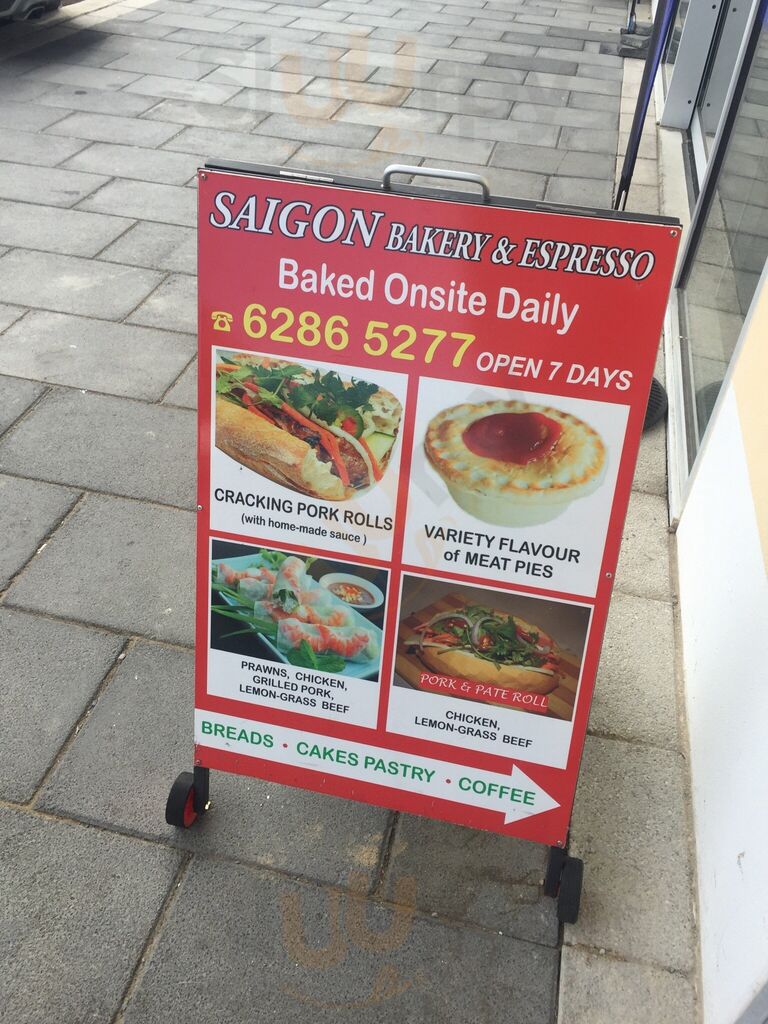 SAIGON BAKERY & ESPRESSO
Baked Onsite Daily
☎ 6286 5277 OPEN 7 DAYS
CRACKING PORK ROLLS
(with home-made sauce )
VARIETY FLAVOUR
of MEAT PIES
PRAWNS, CHICKEN,
GRILLED PORK,
LEMON-GRASS BEEF
PORK & PATE ROLL
CHICKEN,
LEMON-GRASS BEEF
BREADS • CAKES PASTRY • COFFEE